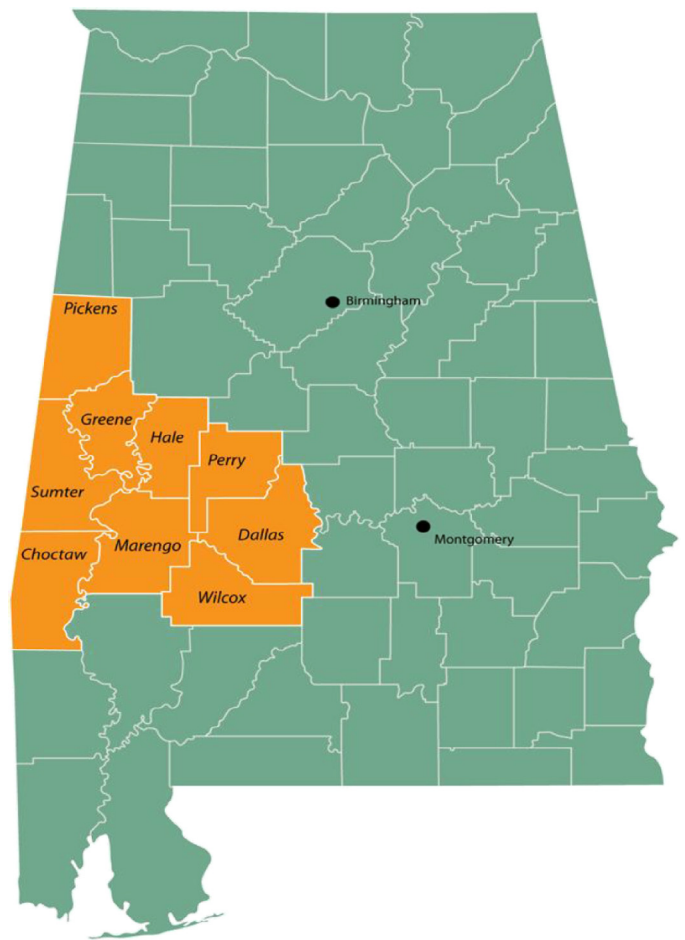 Birmingham
Pickens
Greene
Hale
Perry
Sumter
Dallas
Montgomery
Marengo
Choctaw
Wilcox